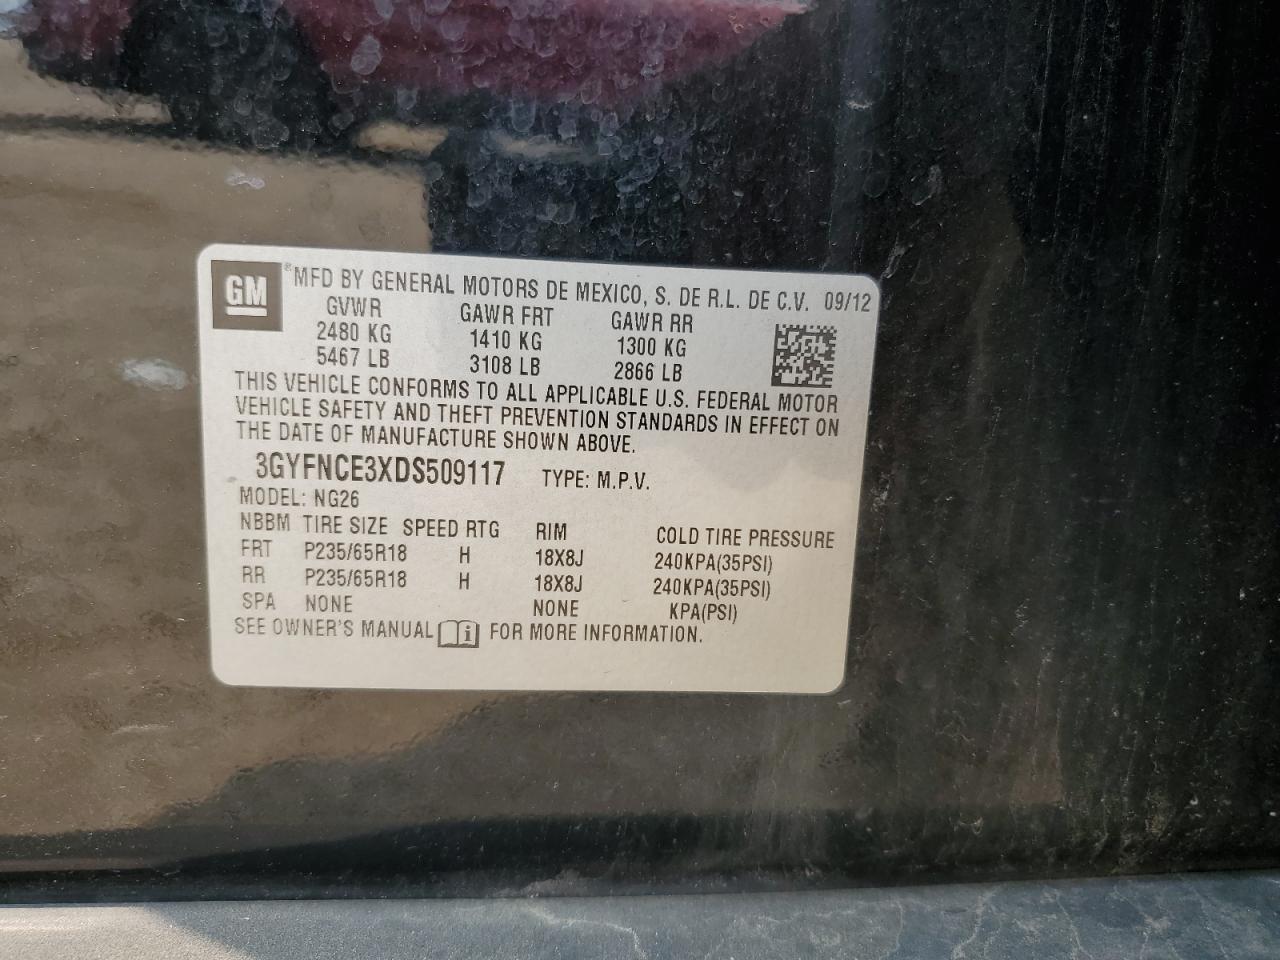 GM ® MFD BY GENERAL MOTORS DE MEXICO, S. DE R.L. DE C.V. 09/12
GVWR GAWR FRT GAWR RR
2480 KG 1410 KG 1300 KG
5467 LB 3108 LB 2866 LB
THIS VEHICLE CONFORMS TO ALL APPLICABLE U.S. FEDERAL MOTOR
VEHICLE SAFETY AND THEFT PREVENTION STANDARDS IN EFFECT ON
THE DATE OF MANUFACTURE SHOWN ABOVE.
3GYFNCE3XDS509117 TYPE: M.P.V.
MODEL: NG26
NBBM TIRE SIZE SPEED RTG RIM COLD TIRE PRESSURE
FRT P235/65R18 H 18X8J 240KPA(35PSI)
RR P235/65R18 H 18X8J 240KPA(35PSI)
SPA NONE NONE KPA(PSI)
SEE OWNER'S MANUAL i FOR MORE INFORMATION.